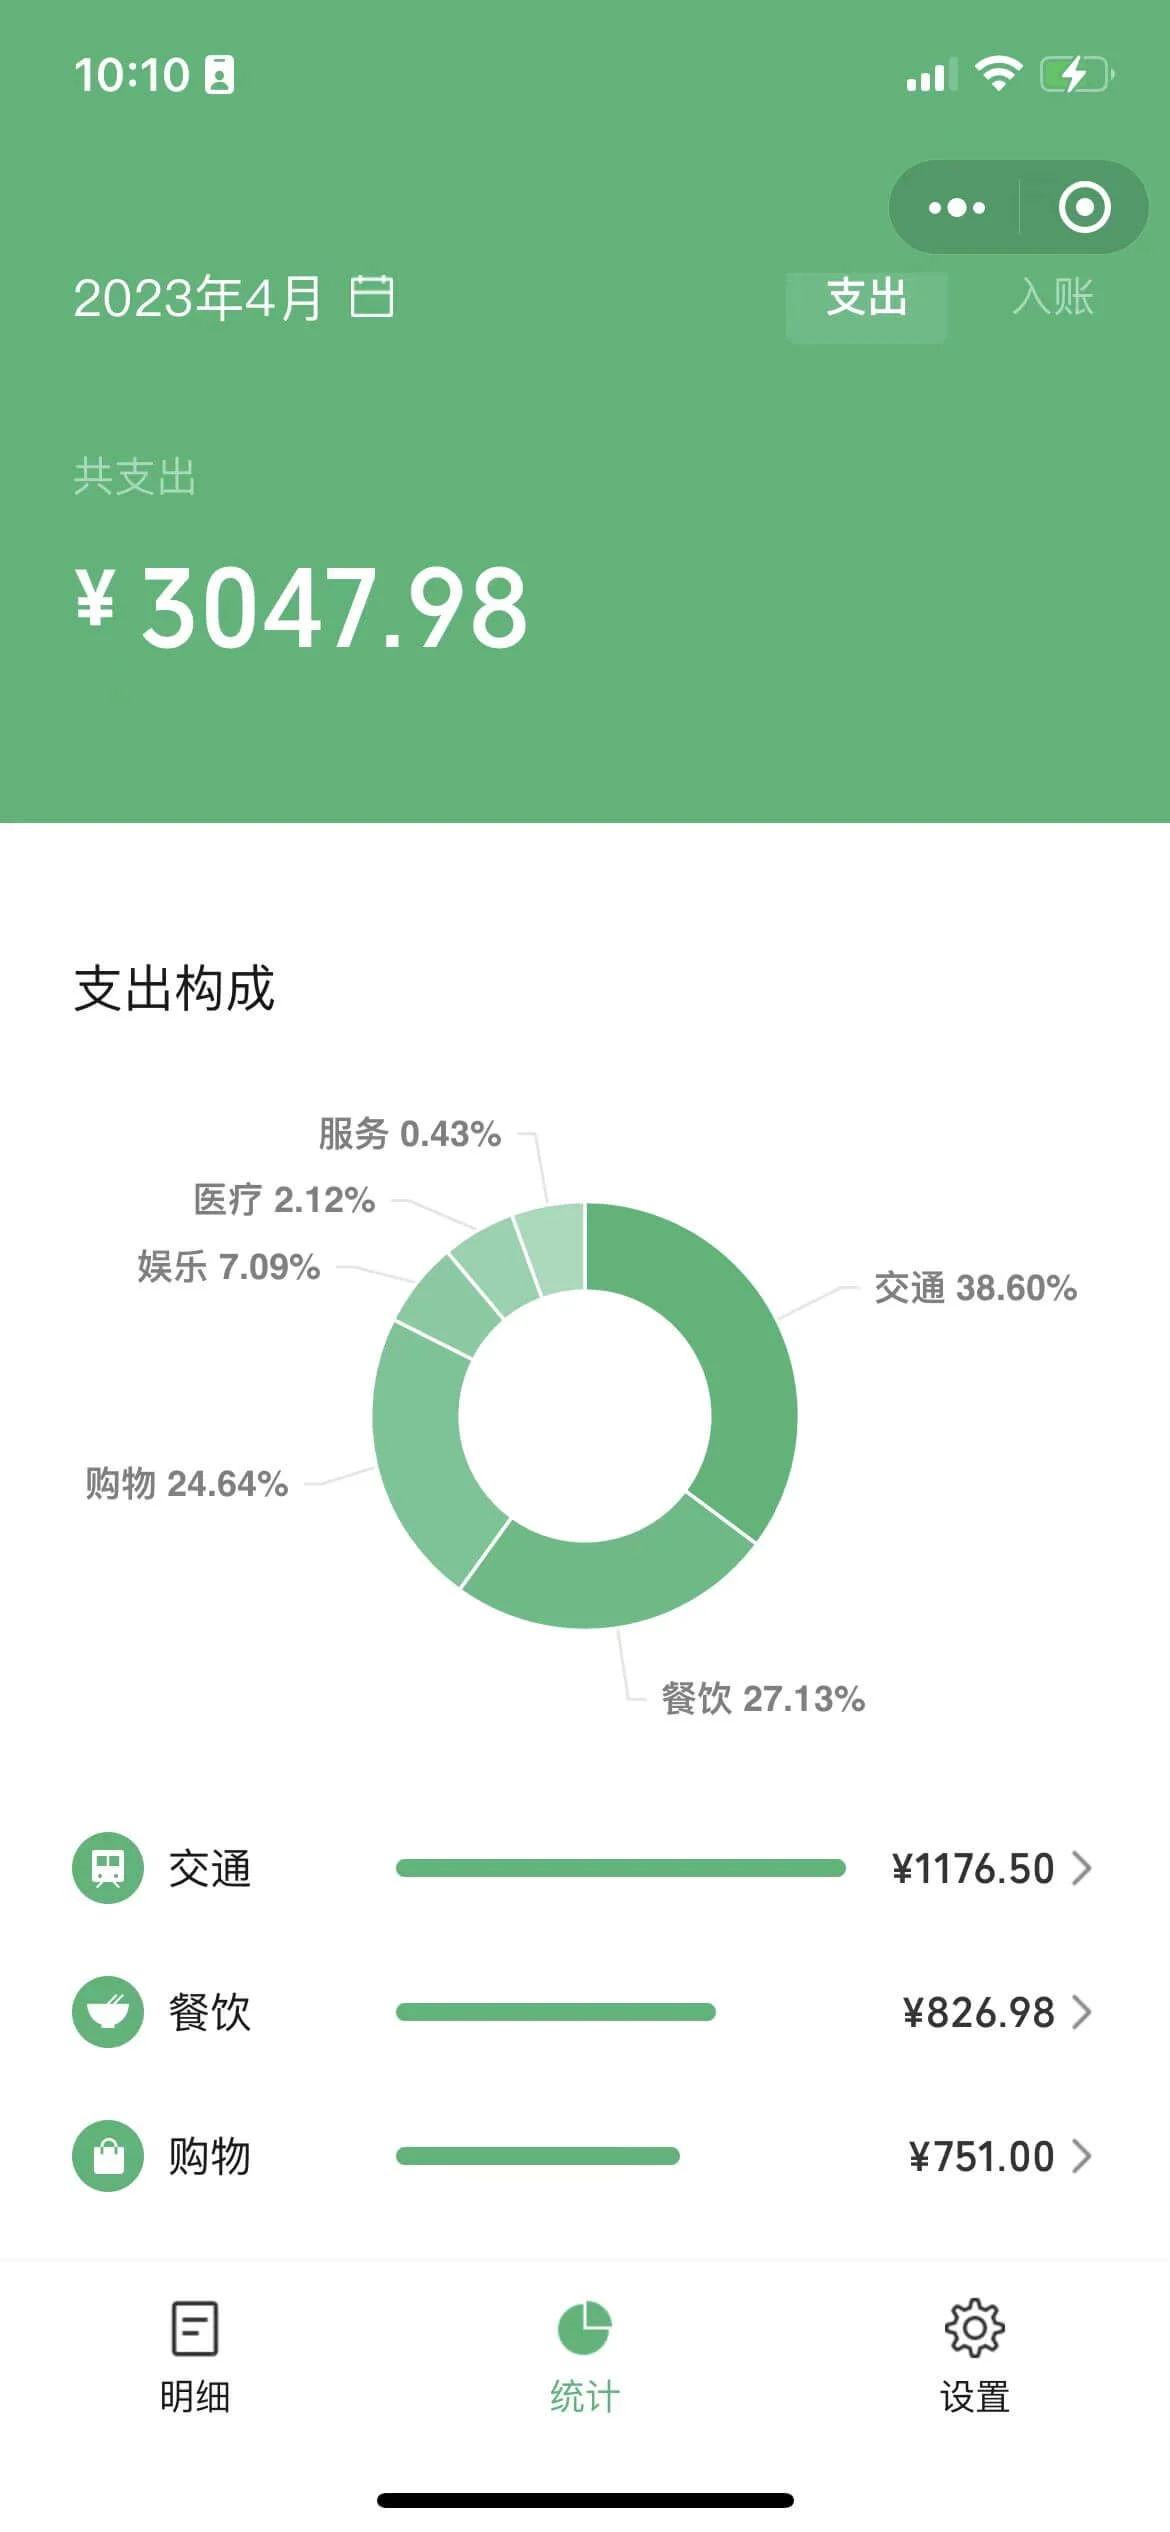 10:10
2023年4月 支出 入账
共支出
¥ 3047.98
支出构成
服务 0.43%
医疗 2.12%
娱乐 7.09%
交通 38.60%
购物 24.64%
餐饮 27.13%
交通 ¥1176.50
餐饮 ¥826.98
购物 ¥751.00
明细 统计 设置